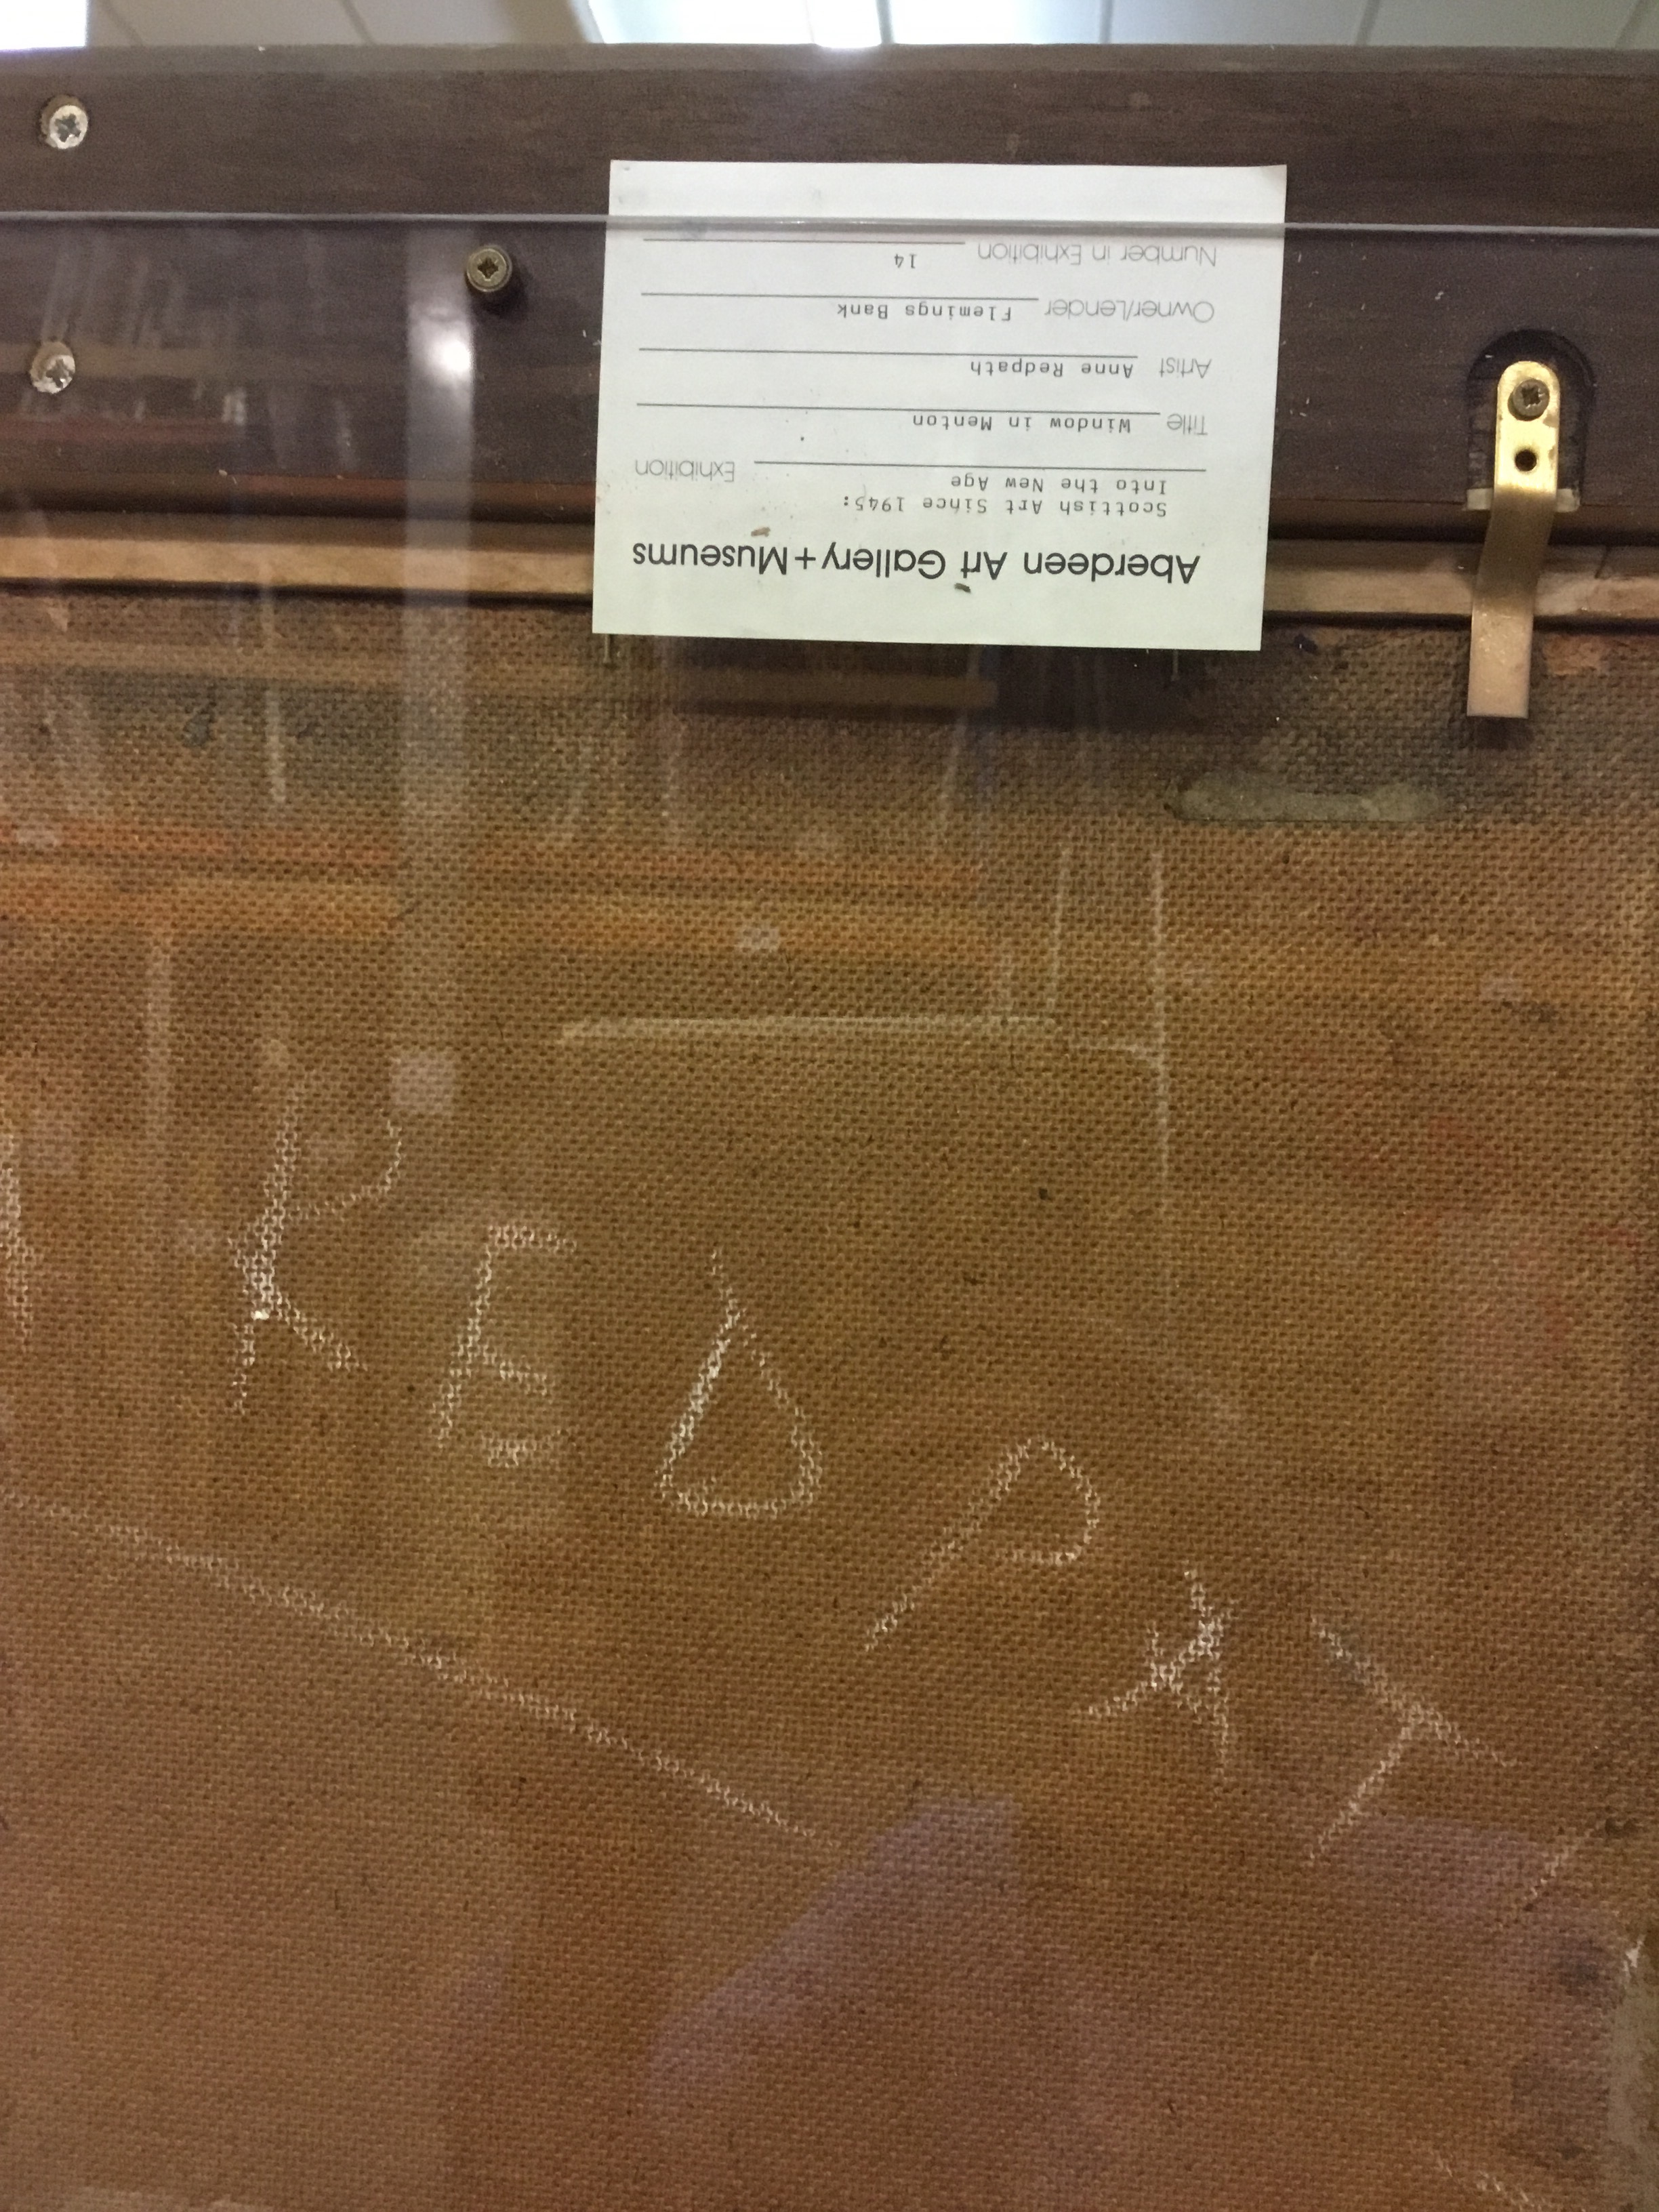 Aberdeen Art Gallery+Museums
Scottish Art Since 1945:
Into the New Age
Exhibition
Title Window in Menton
Artist Anne Redpath
Owner/Lender Flemings Bank
Number in Exhibition 14
REDPAT